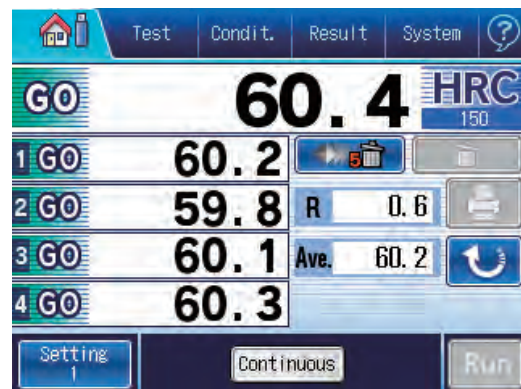 Test Condit. Result System ?
GO 60.4 HRC
150
1 GO 60.2 5
2 GO 59.8 R 0.6
3 GO 60.1 Ave. 60.2
4 GO 60.3
Setting
1
Continuous Run